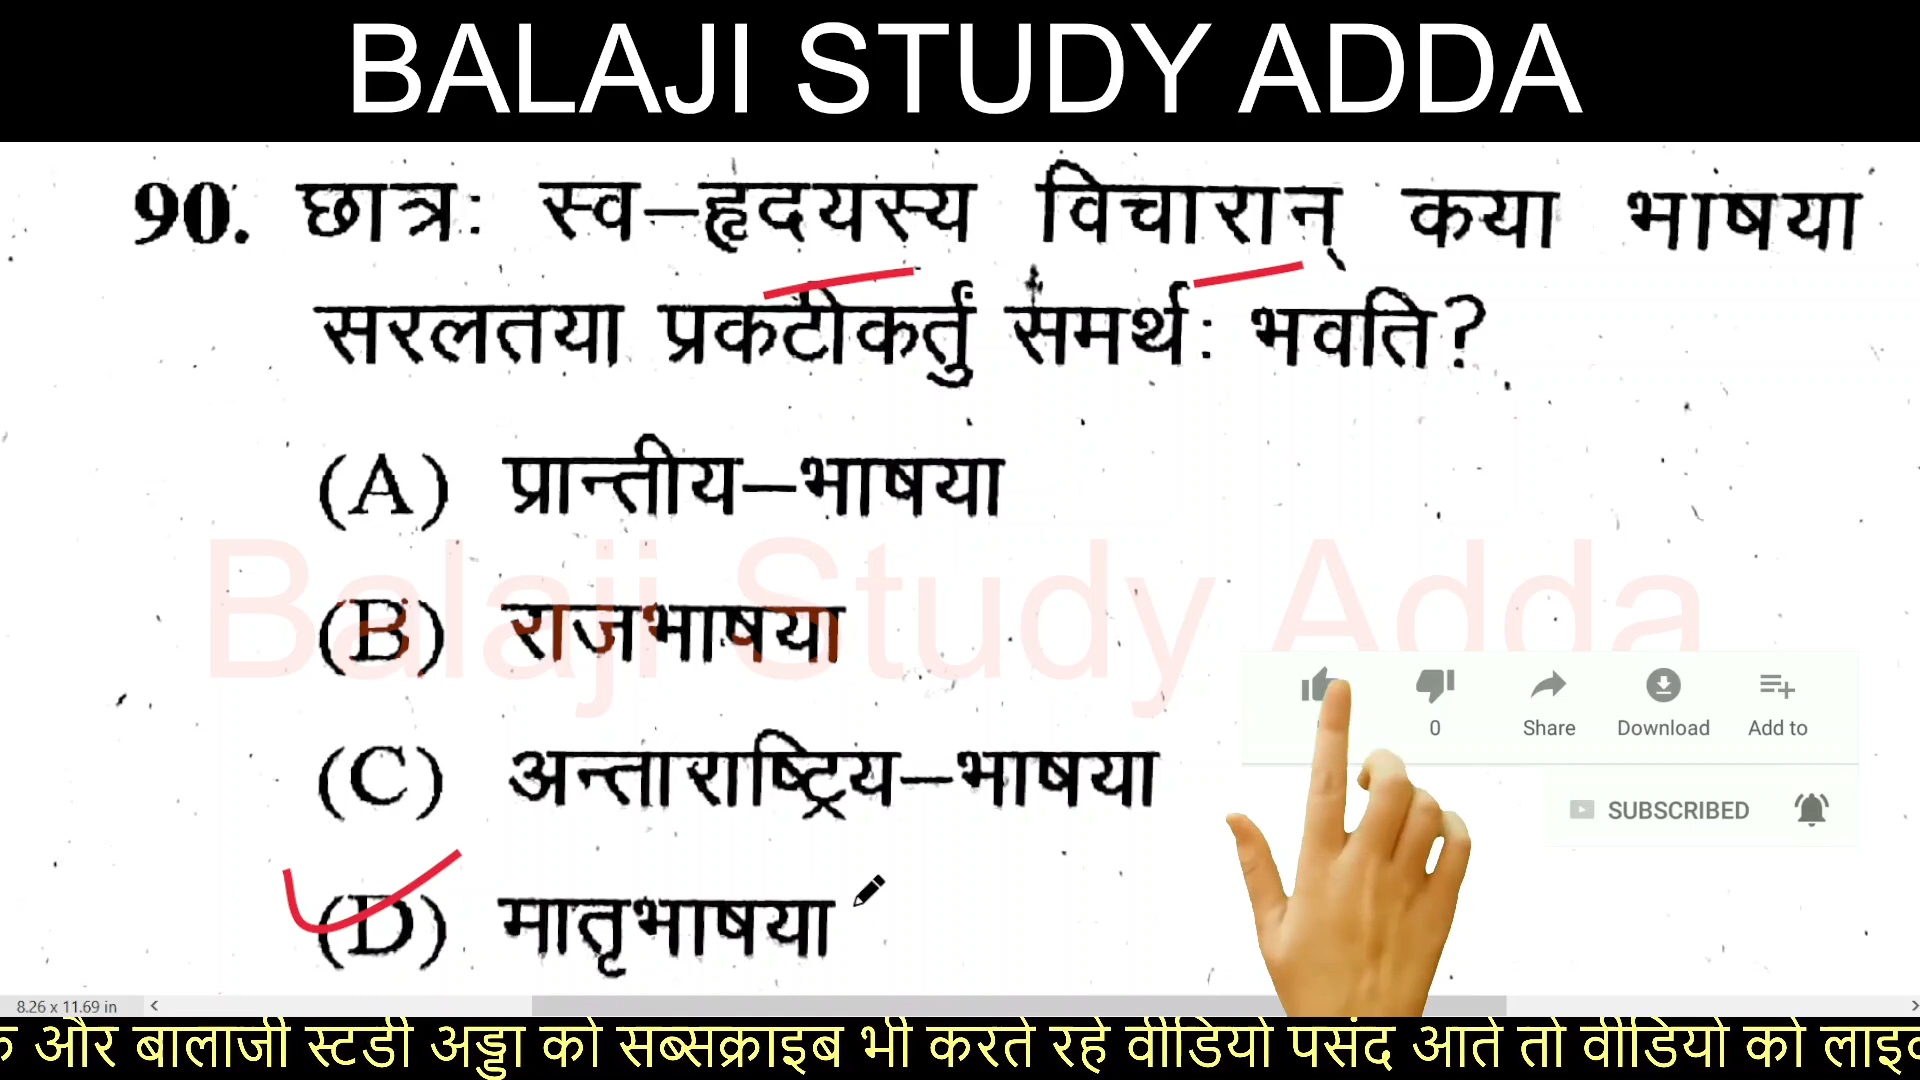 BALAJI STUDY ADDA
90. छात्रः स्व–हृदयस्य विचारान् कया भाषया
सरलतया प्रकटीकर्तुं समर्थः भवति?
(A) प्रान्तीय–भाषया
Balaji Study Adda
(B) राजभाषया
0 Share Download Add to
(C) अन्ताराष्ट्रिय–भाषया
SUBSCRIBED
(D) मातृभाषया
8.26 x 11.69 in
और बालाजी स्टडी अड्डा को सब्सक्राइब भी करते रहे वीडियो पसंद आते तो वीडियो को